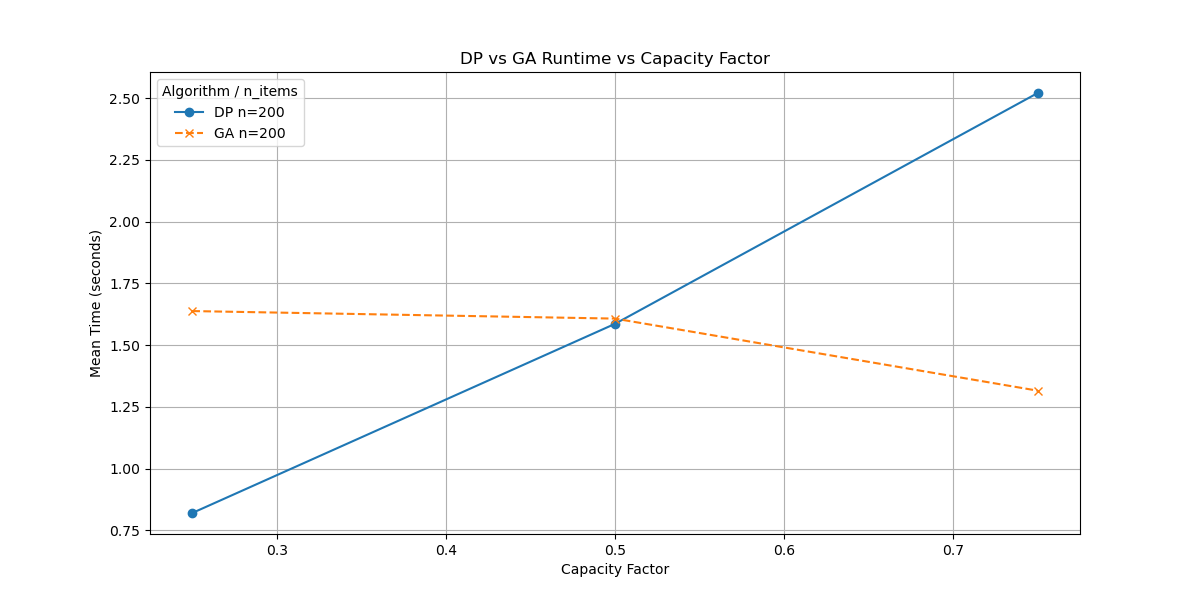 DP vs GA Runtime vs Capacity Factor
Algorithm / n_items
DP n=200
GA n=200
2.50
2.25
2.00
1.75
1.50
1.25
1.00
0.75
Mean Time (seconds)
0.3 0.4 0.5 0.6 0.7
Capacity Factor